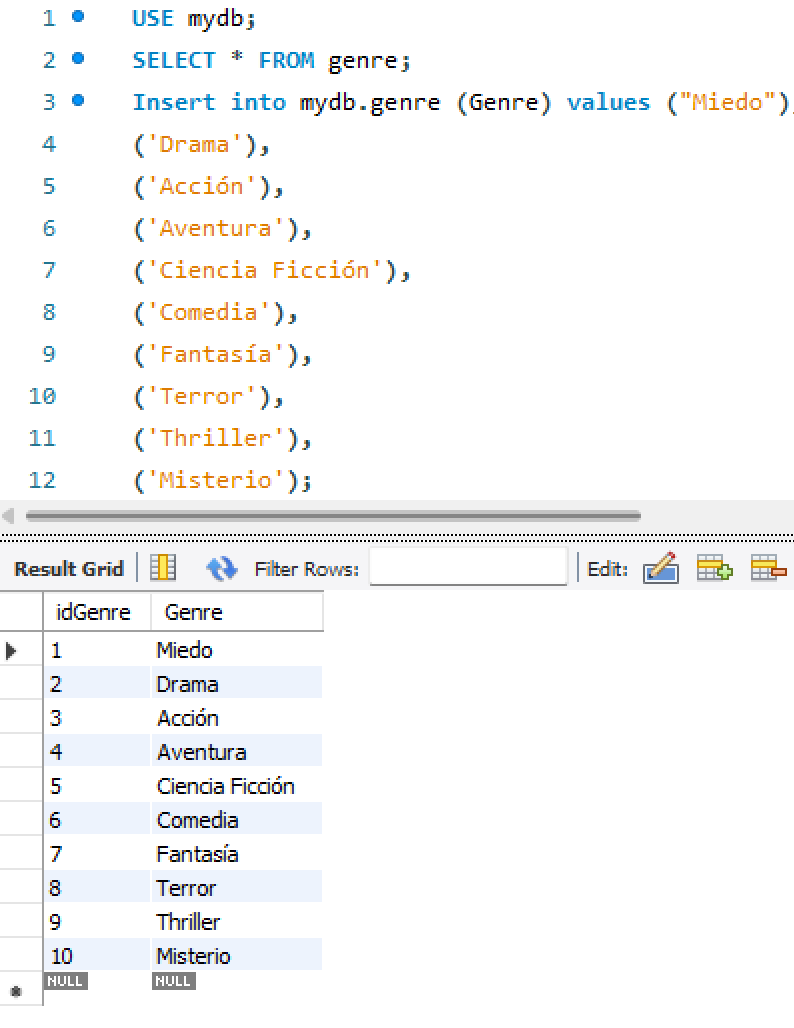 1 USE mydb;
2 SELECT * FROM genre;
3 Insert into mydb.genre (Genre) values ("Miedo"),
4 ('Drama'),
5 ('Acción'),
6 ('Aventura'),
7 ('Ciencia Ficción'),
8 ('Comedia'),
9 ('Fantasía'),
10 ('Terror'),
11 ('Thriller'),
12 ('Misterio');
Result Grid Filter Rows: Edit:
idGenre Genre
1 Miedo
2 Drama
3 Acción
4 Aventura
5 Ciencia Ficción
6 Comedia
7 Fantasía
8 Terror
9 Thriller
10 Misterio
NULL NULL